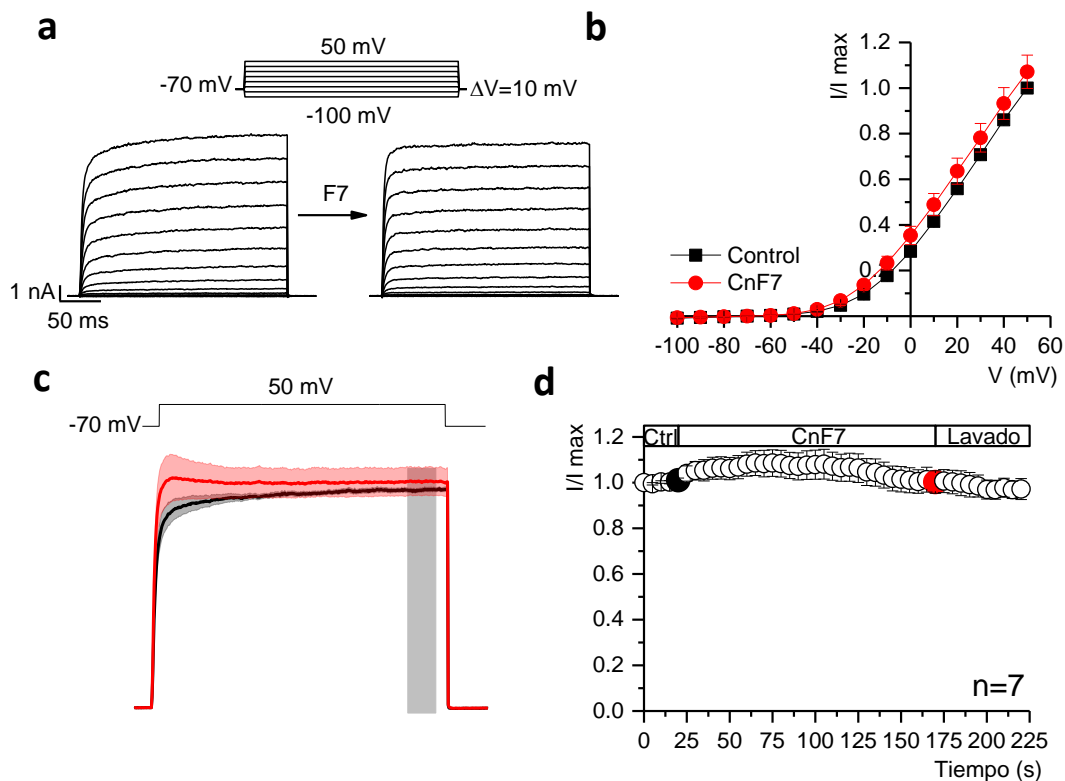 a
50 mV
-70 mV
ΔV=10 mV
-100 mV
F7
1 nA
50 ms
b
I/I max
1.2
1.0
0.8
0.6
0.4
0
Control
CnF7
-100 -80 -60 -40 -20 0 20 40 60
V (mV)
c
50 mV
-70 mV
d
I/I max
Ctrl CnF7 Lavado
1.2
1.0
0.8
0.6
0.4
0.2
0.0
n=7
0 25 50 75 100 125 150 175 200 225
Tiempo (s)